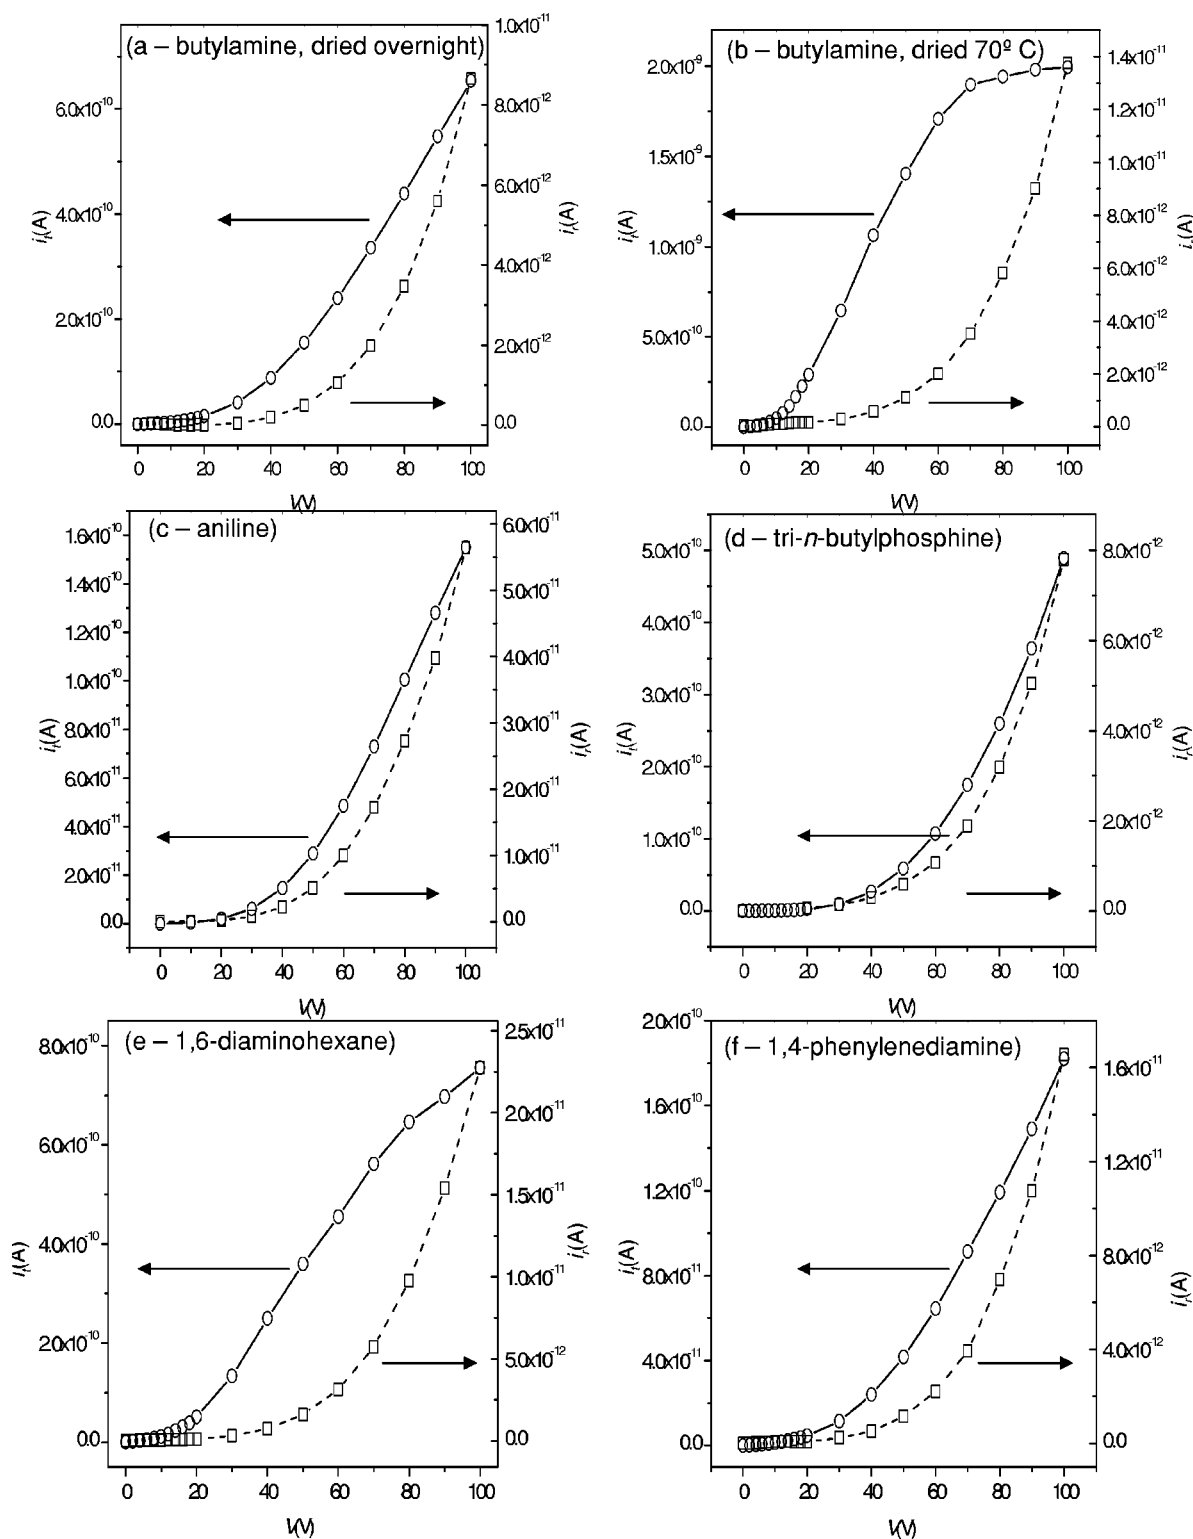 (a – butylamine, dried overnight)
6.0x10⁻¹⁰
4.0x10⁻¹⁰
2.0x10⁻¹⁰
0.0
(A)
1.0x10⁻¹¹
8.0x10⁻¹²
6.0x10⁻¹²
4.0x10⁻¹²
2.0x10⁻¹²
0.0
(A)
0 20 40 60 80 100
V(V)
(b – butylamine, dried 70º C)
2.0x10⁻⁹
1.5x10⁻⁹
1.0x10⁻⁹
5.0x10⁻¹⁰
0.0
(A)
1.4x10⁻¹¹
1.2x10⁻¹¹
1.0x10⁻¹¹
8.0x10⁻¹²
6.0x10⁻¹²
4.0x10⁻¹²
2.0x10⁻¹²
0.0
(A)
0 20 40 60 80 100
V(V)
(c – aniline)
1.6x10⁻¹⁰
1.4x10⁻¹⁰
1.2x10⁻¹⁰
1.0x10⁻¹⁰
8.0x10⁻¹¹
6.0x10⁻¹¹
4.0x10⁻¹¹
2.0x10⁻¹¹
0.0
(A)
6.0x10⁻¹¹
5.0x10⁻¹¹
4.0x10⁻¹¹
3.0x10⁻¹¹
2.0x10⁻¹¹
1.0x10⁻¹¹
0.0
(A)
0 20 40 60 80 100
V(V)
(d – tri-n-butylphosphine)
5.0x10⁻¹⁰
4.0x10⁻¹⁰
3.0x10⁻¹⁰
2.0x10⁻¹⁰
1.0x10⁻¹⁰
0.0
(A)
8.0x10⁻¹²
6.0x10⁻¹²
4.0x10⁻¹²
2.0x10⁻¹²
0.0
(A)
0 20 40 60 80 100
V(V)
(e – 1,6-diaminohexane)
8.0x10⁻¹⁰
6.0x10⁻¹⁰
4.0x10⁻¹⁰
2.0x10⁻¹⁰
0.0
(A)
2.5x10⁻¹¹
2.0x10⁻¹¹
1.5x10⁻¹¹
1.0x10⁻¹¹
5.0x10⁻¹²
0.0
(A)
0 20 40 60 80 100
V(V)
(f – 1,4-phenylenediamine)
2.0x10⁻¹⁰
1.6x10⁻¹⁰
1.2x10⁻¹⁰
8.0x10⁻¹¹
4.0x10⁻¹¹
0.0
(A)
1.6x10⁻¹¹
1.2x10⁻¹¹
8.0x10⁻¹²
4.0x10⁻¹²
0.0
(A)
0 20 40 60 80 100
V(V)